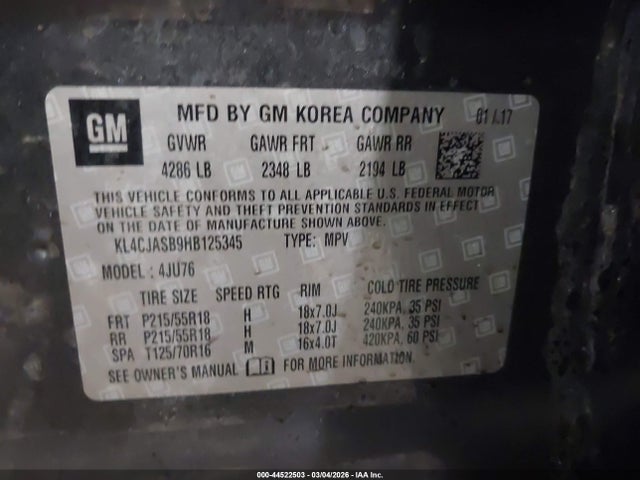 GM
MFD BY GM KOREA COMPANY 01/17
GVWR GAWR FRT GAWR RR
4286 LB 2348 LB 2194 LB
THIS VEHICLE CONFORMS TO ALL APPLICABLE U.S. FEDERAL MOTOR
VEHICLE SAFETY AND THEFT PREVENTION STANDARDS IN EFFECT
ON THE DATE OF MANUFACTURE SHOWN ABOVE.
KL4CJASB9HB125345 TYPE: MPV
MODEL : 4JU76
TIRE SIZE SPEED RTG RIM COLD TIRE PRESSURE
FRT P215/55R18 H 18x7.0J 240KPA, 35 PSI
RR P215/55R18 H 18x7.0J 240KPA, 35 PSI
SPA T125/70R16 M 16x4.0T 420KPA, 60 PSI
SEE OWNER'S MANUAL FOR MORE INFORMATION.
000-44522503 — 03/04/2026 — IAA Inc.